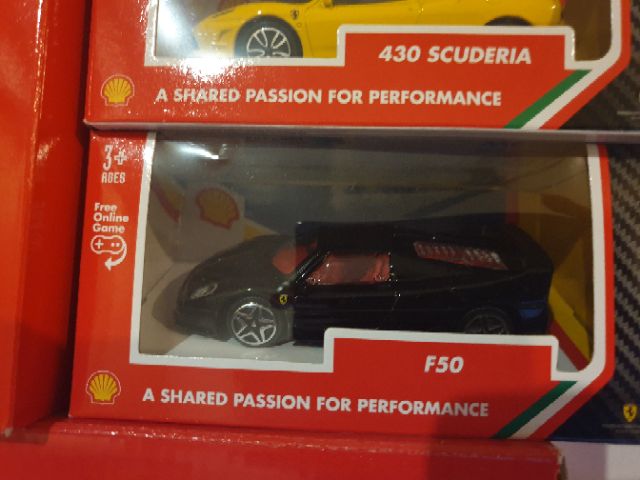 430 SCUDERIA
A SHARED PASSION FOR PERFORMANCE
3+
AGES
Free
Online
Game
F50
A SHARED PASSION FOR PERFORMANCE